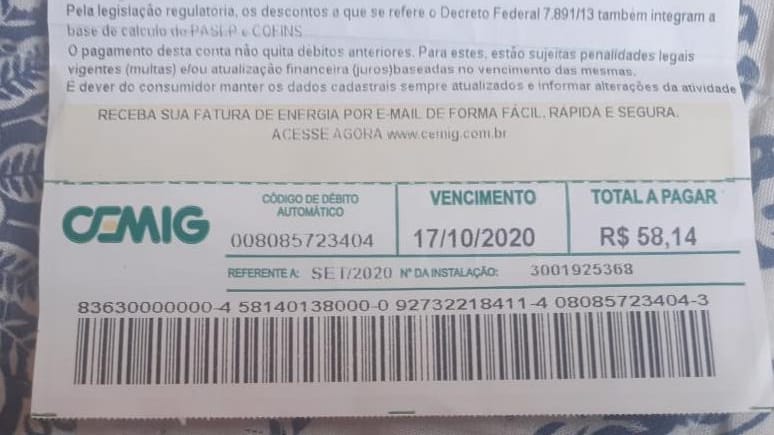 Pela legislação regulatória, os descontos a que se refere o Decreto Federal 7.891/13 também integram a
base de calculo do PASEP e COFINS
O pagamento desta conta não quita débitos anteriores. Para estes, estão sujeitas penalidades legais
vigentes (multas) e/ou atualização financeira (juros)baseadas no vencimento das mesmas.
É dever do consumidor manter os dados cadastrais sempre atualizados e informar alterações da atividade
RECEBA SUA FATURA DE ENERGIA POR E-MAIL DE FORMA FÁCIL, RÁPIDA E SEGURA.
ACESSE AGORA www.cemig.com.br
CEMIG
CÓDIGO DE DÉBITO
AUTOMÁTICO
008085723404
VENCIMENTO
17/10/2020
TOTAL A PAGAR
R$ 58,14
REFERENTE A: SET/2020 Nº DA INSTALAÇÃO: 3001925368
83630000000-4 58140138000-0 92732218411-4 08085723404-3